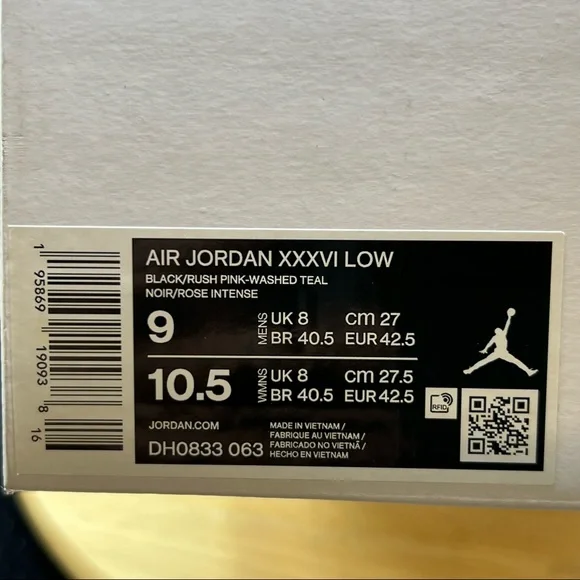 AIR JORDAN XXXVI LOW
BLACK/RUSH PINK-WASHED TEAL
NOIR/ROSE INTENSE
9 MENS UK 8 cm 27
BR 40.5 EUR 42.5
10.5 WMNS UK 8 cm 27.5
BR 40.5 EUR 42.5
RFID
JORDAN.COM
DH0833 063
MADE IN VIETNAM/
FABRIQUE AU VIETNAM/
FABRICADO NO VIETNÃ/
HECHO EN VIETNAM
1 95869 19093 8 16